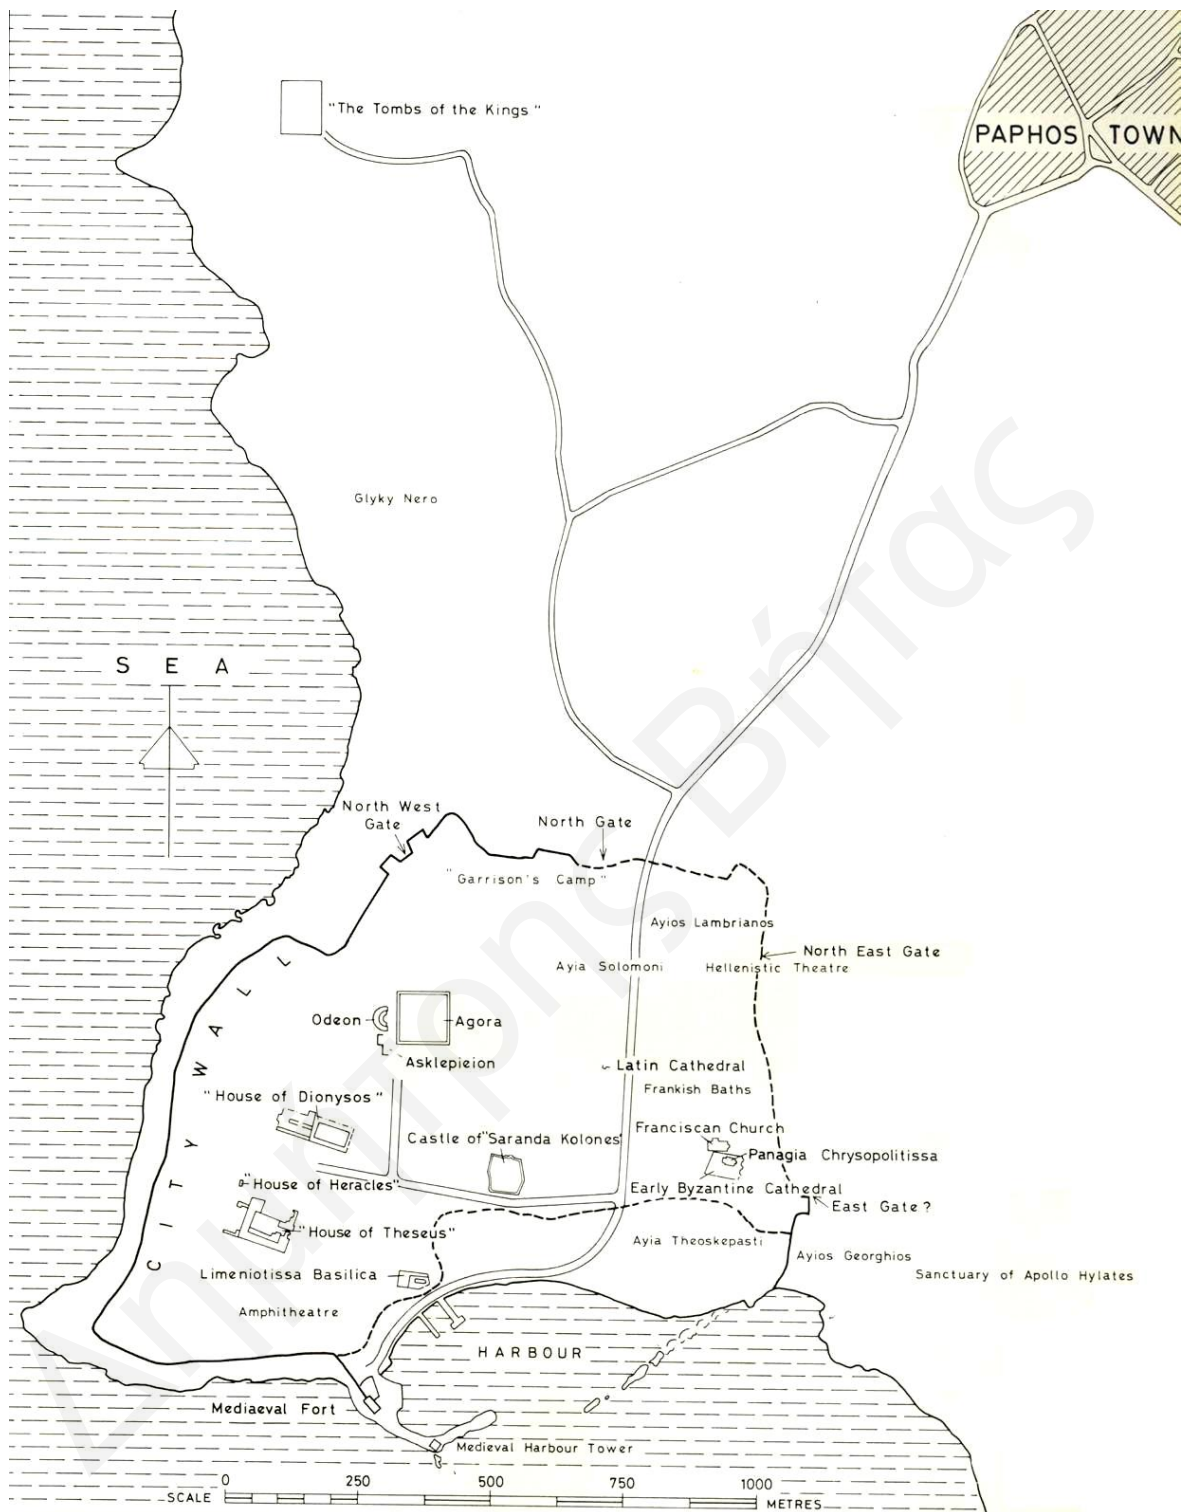 "The Tombs of the Kings"
PAPHOS TOWN
Glyky Nero
SEA
North West
Gate
North Gate
"Garrison's Camp"
Ayios Lambrianos
North East Gate
Ayia Solomoni
Hellenistic Theatre
CITY WALL
Odeon
Agora
Asklepieion
Latin Cathedral
Frankish Baths
"House of Dionysos"
Castle of "Saranda Kolones"
Franciscan Church
Panagia Chrysopolitissa
Early Byzantine Cathedral
East Gate ?
"House of Heracles"
"House of Theseus"
Ayia Theoskepasti
Ayios Georghios
Sanctuary of Apollo Hylates
Limeniotissa Basilica
Amphitheatre
HARBOUR
Mediaeval Fort
Medieval Harbour Tower
0 250 500 750 1000
SCALE METRES
Δημήτρης Βήτας